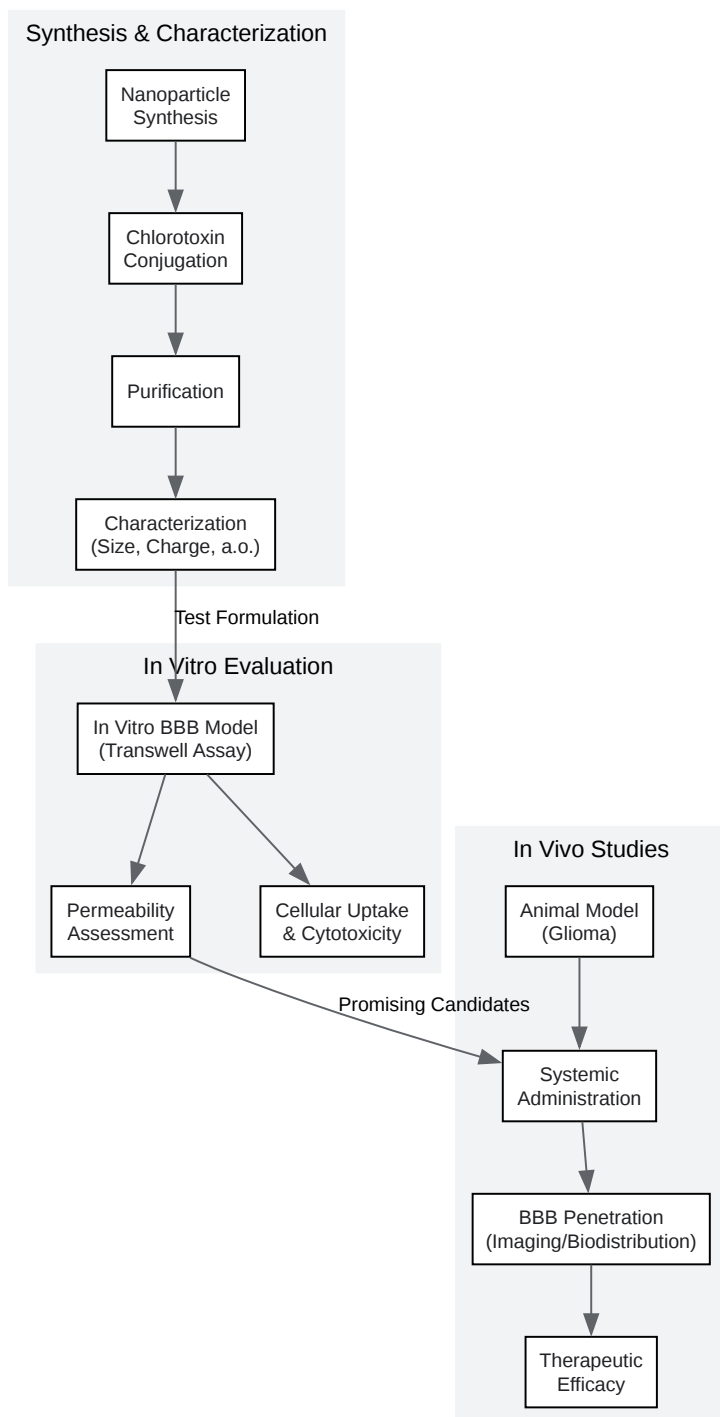 Synthesis & Characterization
Nanoparticle
Synthesis
Chlorotoxin
Conjugation
Purification
Characterization
(Size, Charge, a.o.)
Test Formulation
In Vitro Evaluation
In Vitro BBB Model
(Transwell Assay)
Permeability
Assessment
Cellular Uptake
& Cytotoxicity
In Vivo Studies
Animal Model
(Glioma)
Promising Candidates
Systemic
Administration
BBB Penetration
(Imaging/Biodistribution)
Therapeutic
Efficacy